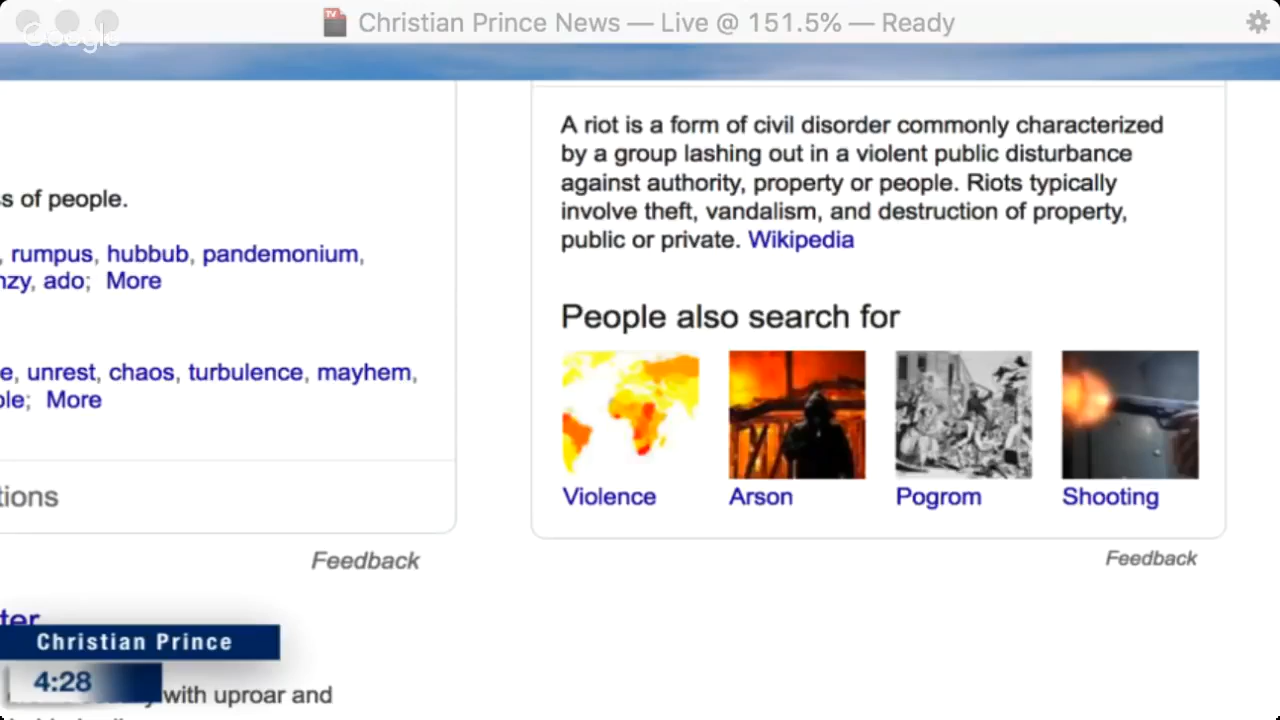 Christian Prince News — Live @ 151.5% — Ready
Google
A riot is a form of civil disorder commonly characterized
by a group lashing out in a violent public disturbance
against authority, property or people. Riots typically
involve theft, vandalism, and destruction of property,
public or private. Wikipedia
s of people.
, rumpus, hubbub, pandemonium,
nzy, ado; More
e, unrest, chaos, turbulence, mayhem,
ole; More
tions
Feedback
People also search for
Violence Arson Pogrom Shooting
Feedback
ter
Christian Prince
4:28
with uproar and